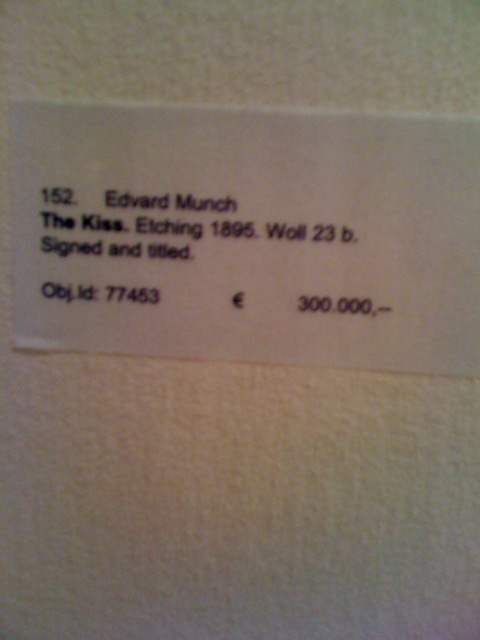 152. Edvard Munch
The Kiss. Etching 1895. Woll 23 b.
Signed and titled.
Obj.Id: 77453 € 300.000,--